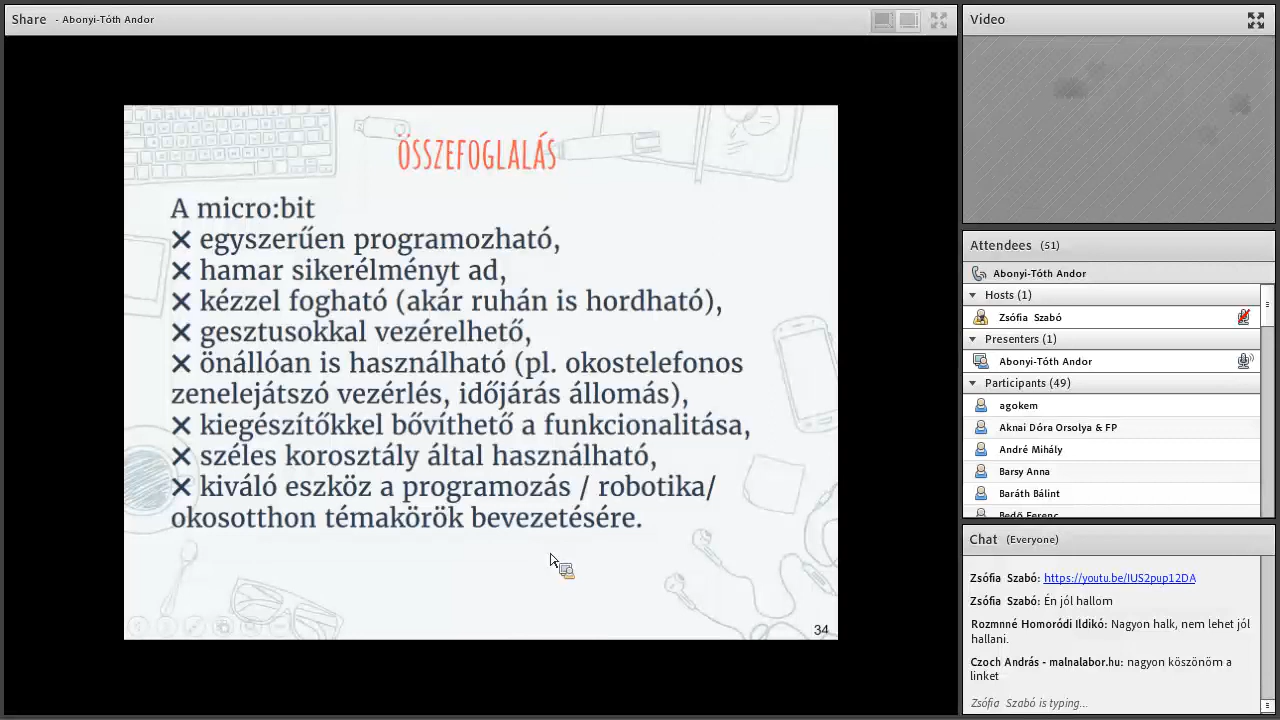 Share - Abonyi-Tóth Andor
ÖSSZEFOGLALÁS
A micro:bit
✕ egyszerűen programozható,
✕ hamar sikerélményt ad,
✕ kézzel fogható (akár ruhán is hordható),
✕ gesztusokkal vezérelhető,
✕ önállóan is használható (pl. okostelefonos
zenelejátszó vezérlés, időjárás állomás),
✕ kiegészítőkkel bővíthető a funkcionalitása,
✕ széles korosztály által használható,
✕ kiváló eszköz a programozás / robotika/
okosotthon témakörök bevezetésére.
34
Video
Attendees (51)
Abonyi-Tóth Andor
Hosts (1)
Zsófia Szabó
Presenters (1)
Abonyi-Tóth Andor
Participants (49)
agokem
Aknai Dóra Orsolya & FP
André Mihály
Barsy Anna
Baráth Bálint
Bedő Ferenc
Chat (Everyone)
Zsófia Szabó: https://youtu.be/IUS2pup12DA
Zsófia Szabó: Én jól hallom
Rozmnné Homoródi Ildikó: Nagyon halk, nem lehet jól
hallani.
Czoch András - malnalabor.hu: nagyon köszönöm a
linket
Zsófia Szabó is typing...